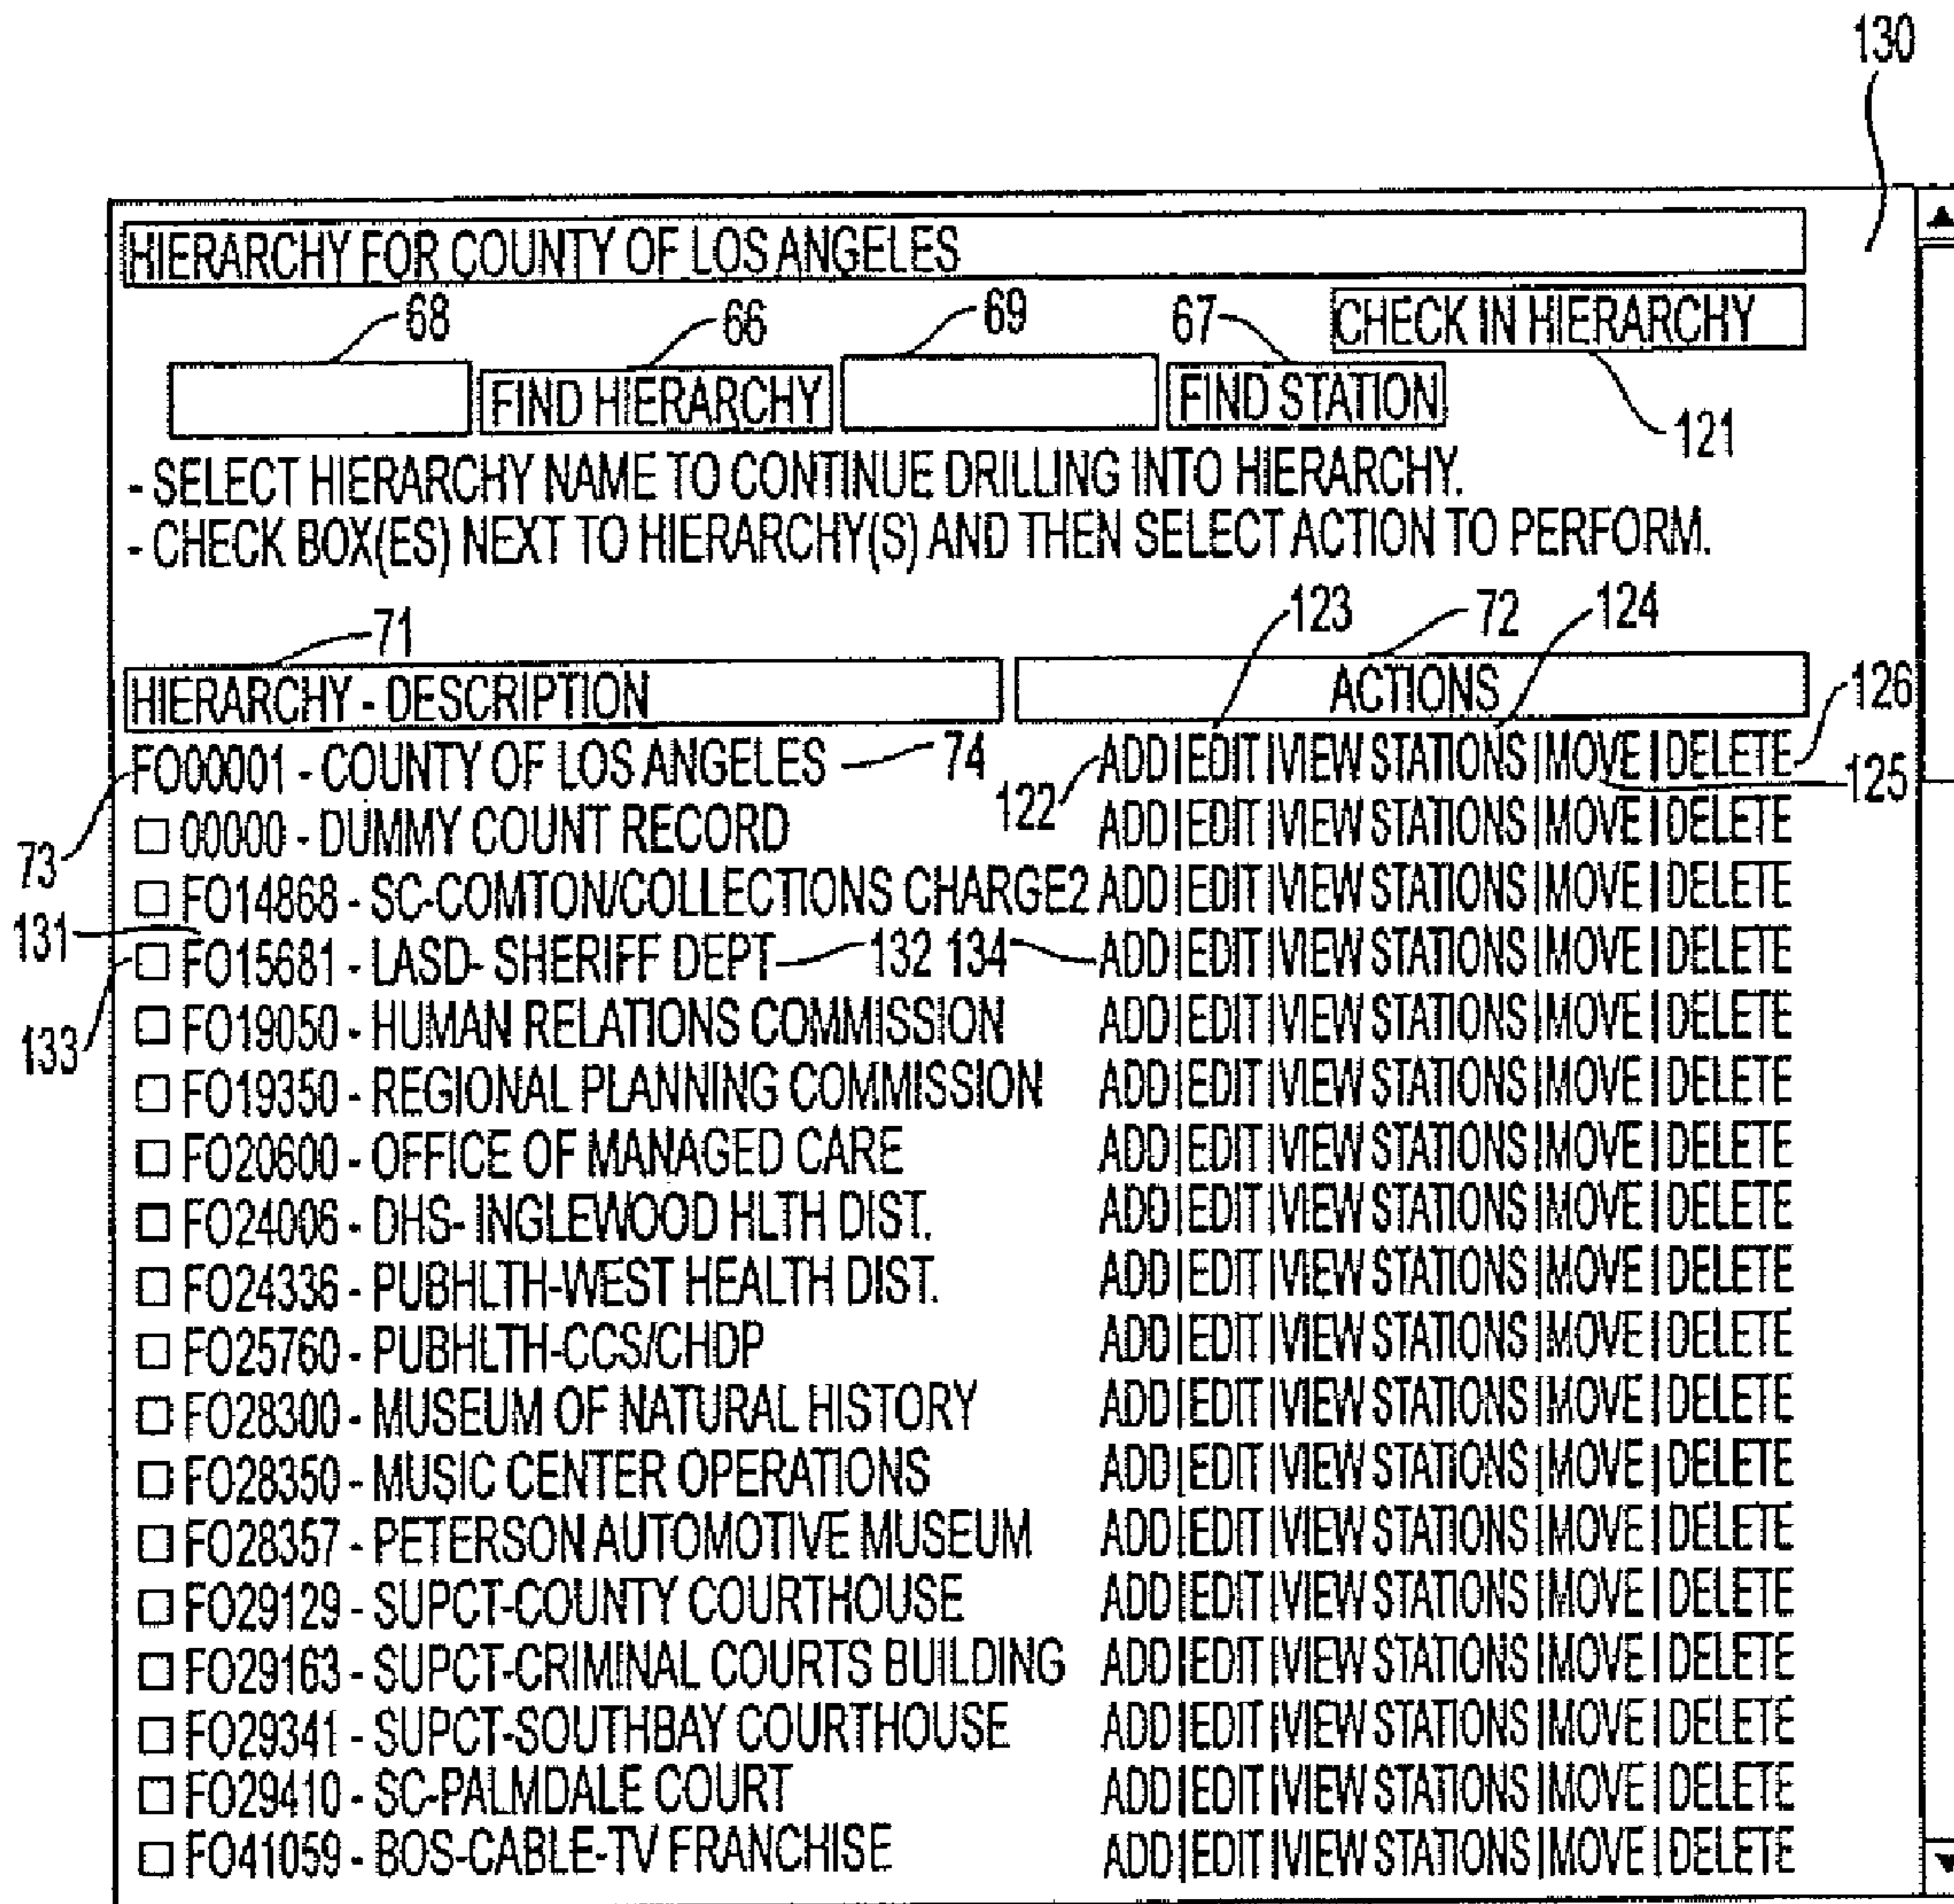 130
HIERARCHY FOR COUNTY OF LOS ANGELES
68 66 69 67 CHECK IN HIERARCHY
FIND HIERARCHY FIND STATION
121
- SELECT HIERARCHY NAME TO CONTINUE DRILLING INTO HIERARCHY.
- CHECK BOX(ES) NEXT TO HIERARCHY(S) AND THEN SELECT ACTION TO PERFORM.
71 123 72 124
HIERARCHY - DESCRIPTION ACTIONS 126
FO00001 - COUNTY OF LOS ANGELES 74 ADD | EDIT | VIEW STATIONS | MOVE | DELETE
122 125
□ 00000 - DUMMY COUNT RECORD ADD | EDIT | VIEW STATIONS | MOVE | DELETE
73
□ FO14868 - SC-COMTON/COLLECTIONS CHARGE2 ADD | EDIT | VIEW STATIONS | MOVE | DELETE
131
□ FO15681 - LASD- SHERIFF DEPT 132 134 ADD | EDIT | VIEW STATIONS | MOVE | DELETE
□ FO19050 - HUMAN RELATIONS COMMISSION ADD | EDIT | VIEW STATIONS | MOVE | DELETE
133
□ FO19350 - REGIONAL PLANNING COMMISSION ADD | EDIT | VIEW STATIONS | MOVE | DELETE
□ FO20600 - OFFICE OF MANAGED CARE ADD | EDIT | VIEW STATIONS | MOVE | DELETE
□ FO24006 - DHS- INGLEWOOD HLTH DIST. ADD | EDIT | VIEW STATIONS | MOVE | DELETE
□ FO24336 - PUBHLTH-WEST HEALTH DIST. ADD | EDIT | VIEW STATIONS | MOVE | DELETE
□ FO25760 - PUBHLTH-CCS/CHDP ADD | EDIT | VIEW STATIONS | MOVE | DELETE
□ FO28300 - MUSEUM OF NATURAL HISTORY ADD | EDIT | VIEW STATIONS | MOVE | DELETE
□ FO28350 - MUSIC CENTER OPERATIONS ADD | EDIT | VIEW STATIONS | MOVE | DELETE
□ FO28357 - PETERSON AUTOMOTIVE MUSEUM ADD | EDIT | VIEW STATIONS | MOVE | DELETE
□ FO29129 - SUPCT-COUNTY COURTHOUSE ADD | EDIT | VIEW STATIONS | MOVE | DELETE
□ FO29163 - SUPCT-CRIMINAL COURTS BUILDING ADD | EDIT | VIEW STATIONS | MOVE | DELETE
□ FO29341 - SUPCT-SOUTHBAY COURTHOUSE ADD | EDIT | VIEW STATIONS | MOVE | DELETE
□ FO29410 - SC-PALMDALE COURT ADD | EDIT | VIEW STATIONS | MOVE | DELETE
□ FO41059 - BOS-CABLE-TV FRANCHISE ADD | EDIT | VIEW STATIONS | MOVE | DELETE